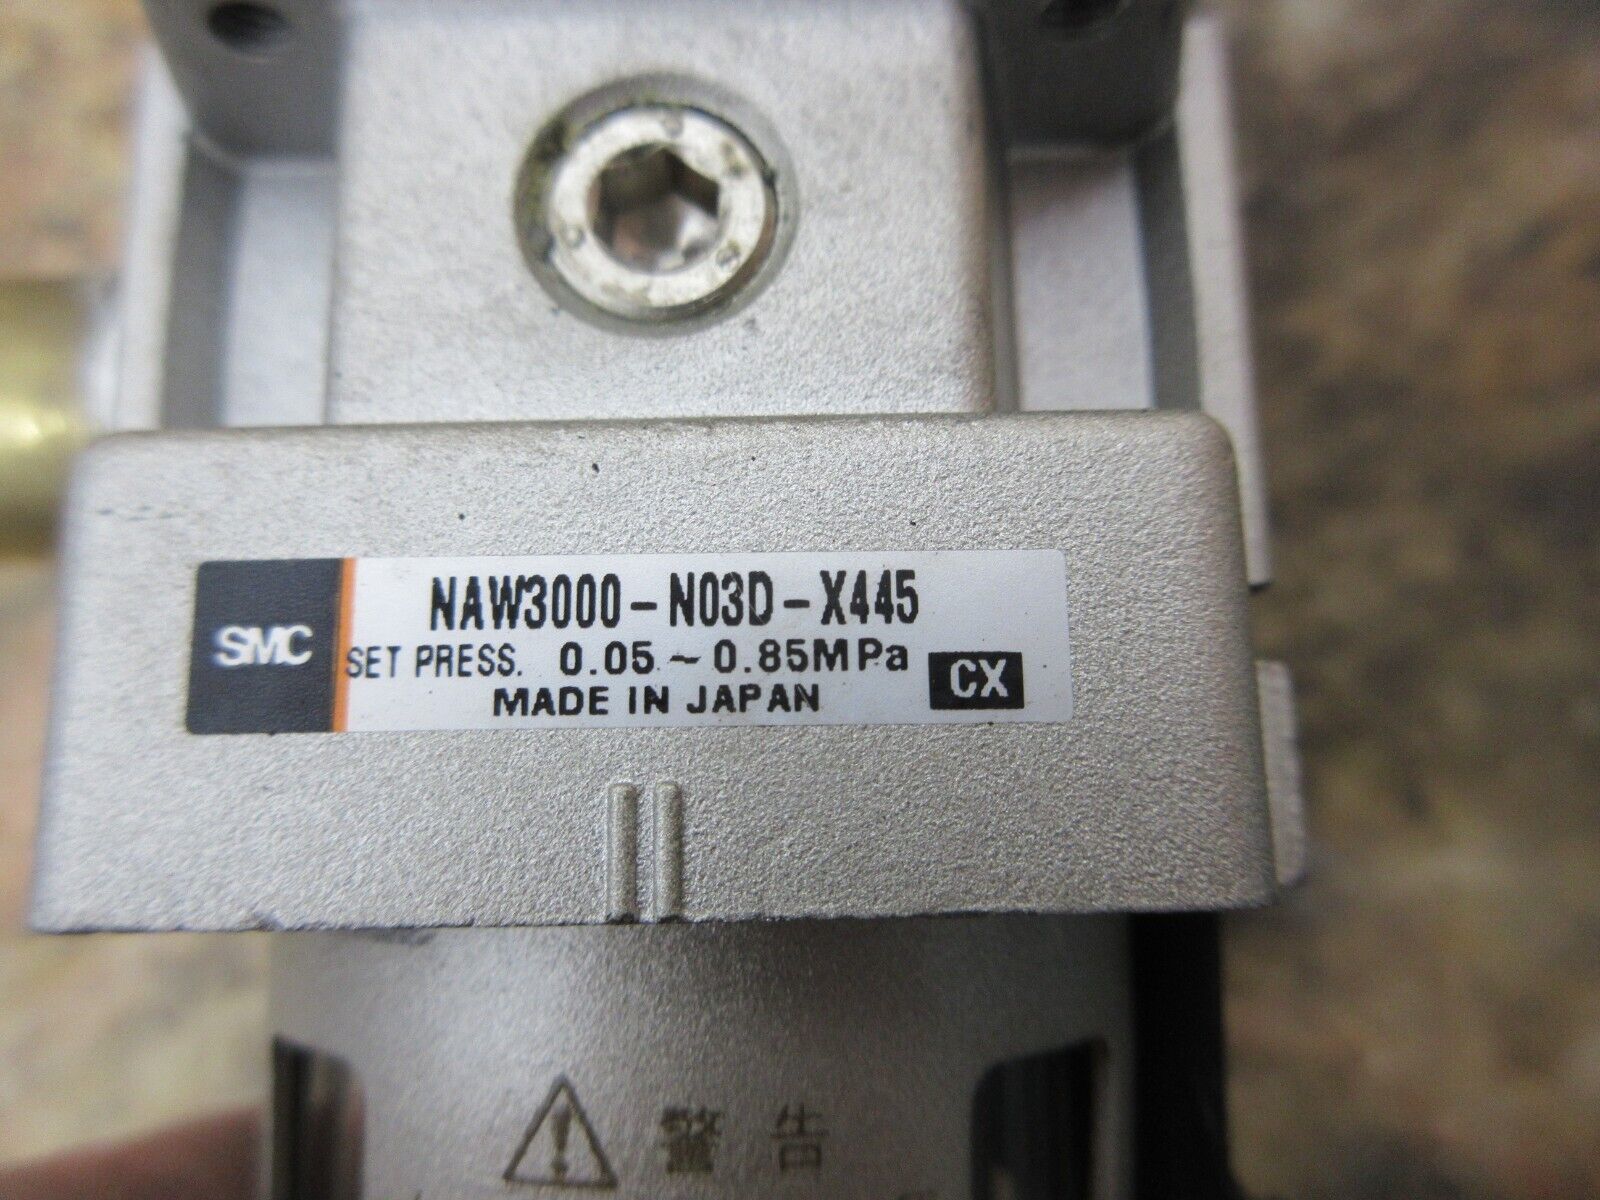 SMC
NAW3000-N03D-X445
SET PRESS. 0.05~0.85MPa
MADE IN JAPAN
CX
警告